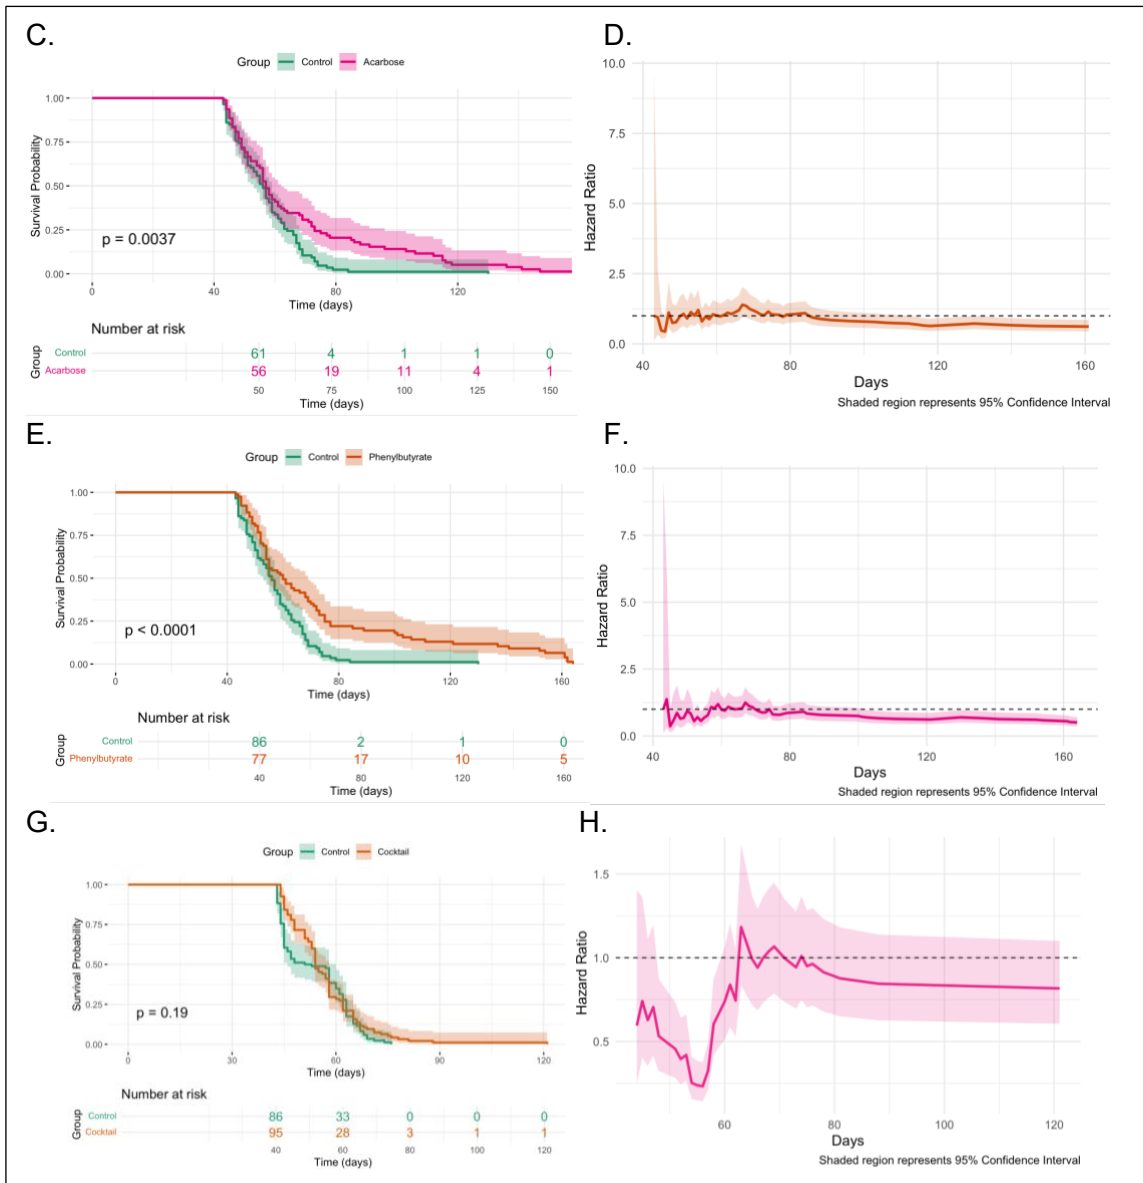 C.
Group Control Acarbose
Survival Probability
1.00
0.75
0.50
0.25
0.00
p = 0.0037
0 40 80 120
Time (days)
Number at risk
Group
Control 61 4 1 1 0
Acarbose 56 19 11 4 1
50 75 100 125 150
Time (days)
D.
Hazard Ratio
10.0
7.5
5.0
2.5
0.0
40 80 120 160
Days
Shaded region represents 95% Confidence Interval
E.
Group Control Phenylbutyrate
Survival Probability
1.00
0.75
0.50
0.25
0.00
p < 0.0001
0 40 80 120 160
Time (days)
Number at risk
Group
Control 86 2 1 0
Phenylbutyrate 77 17 10 5
40 80 120 160
Time (days)
F.
Hazard Ratio
10.0
7.5
5.0
2.5
0.0
40 80 120 160
Days
Shaded region represents 95% Confidence Interval
G.
Group Control Cocktail
Survival Probability
1.00
0.75
0.50
0.25
0.00
p = 0.19
0 30 60 90 120
Time (days)
Number at risk
Group
Control 86 33 0 0 0
Cocktail 95 28 3 1 1
40 60 80 100 120
Time (days)
H.
Hazard Ratio
1.5
1.0
0.5
60 80 100 120
Days
Shaded region represents 95% Confidence Interval